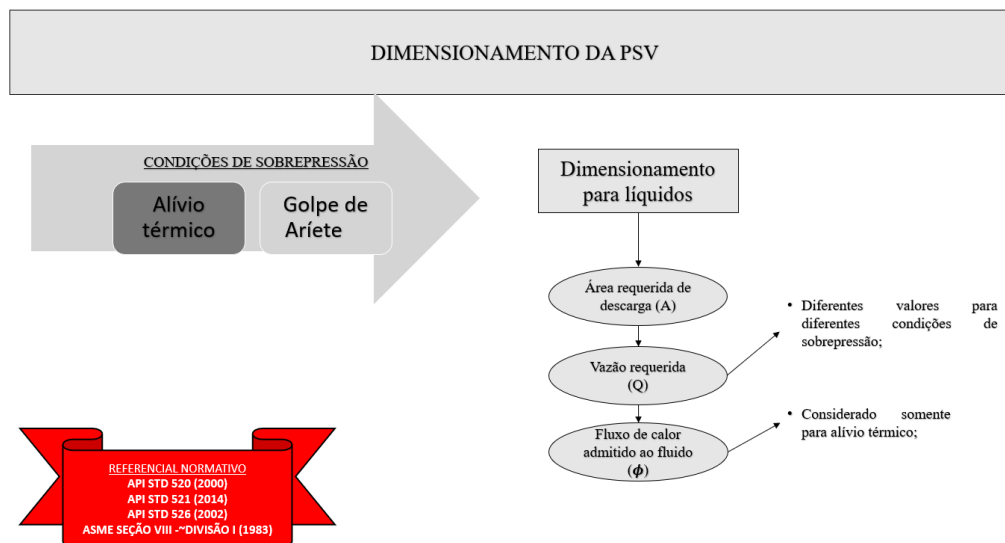 DIMENSIONAMENTO DA PSV
CONDIÇÕES DE SOBREPRESSÃO
Alívio
térmico
Golpe de
Aríete
Dimensionamento
para líquidos
Área requerida de
descarga (A)
Vazão requerida
(Q)
Fluxo de calor
admitido ao fluido
(ϕ)
• Diferentes valores para
diferentes condições de
sobrepressão;
• Considerado somente
para alívio térmico;
REFERENCIAL NORMATIVO
API STD 520 (2000)
API STD 521 (2014)
API STD 526 (2002)
ASME SEÇÃO VIII -~DIVISÃO I (1983)